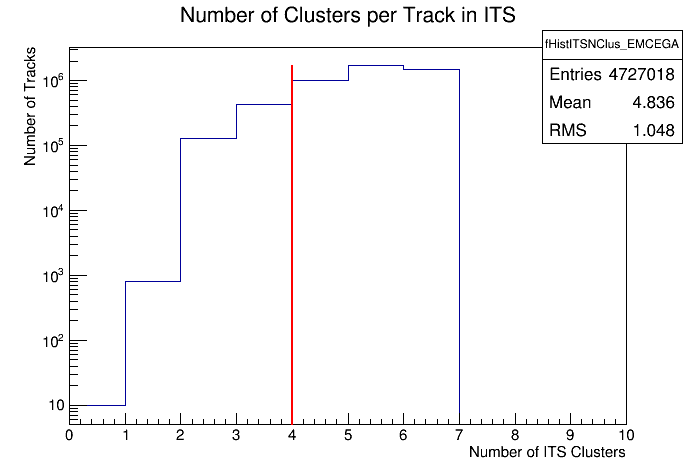 Number of Clusters per Track in ITS
fHistITSNClus_EMCEGA
Entries 4727018
Mean 4.836
RMS 1.048
Number of Tracks
10⁶
10⁵
10⁴
10³
10²
10
0 1 2 3 4 5 6 7 8 9 10
Number of ITS Clusters